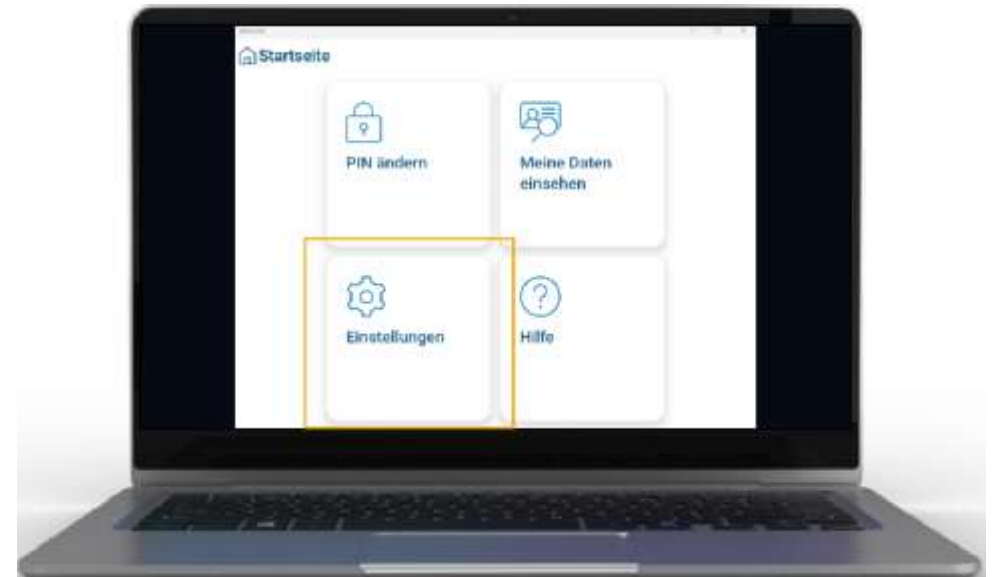 Startseite
PIN ändern
Meine Daten
einsehen
Einstellungen
Hilfe